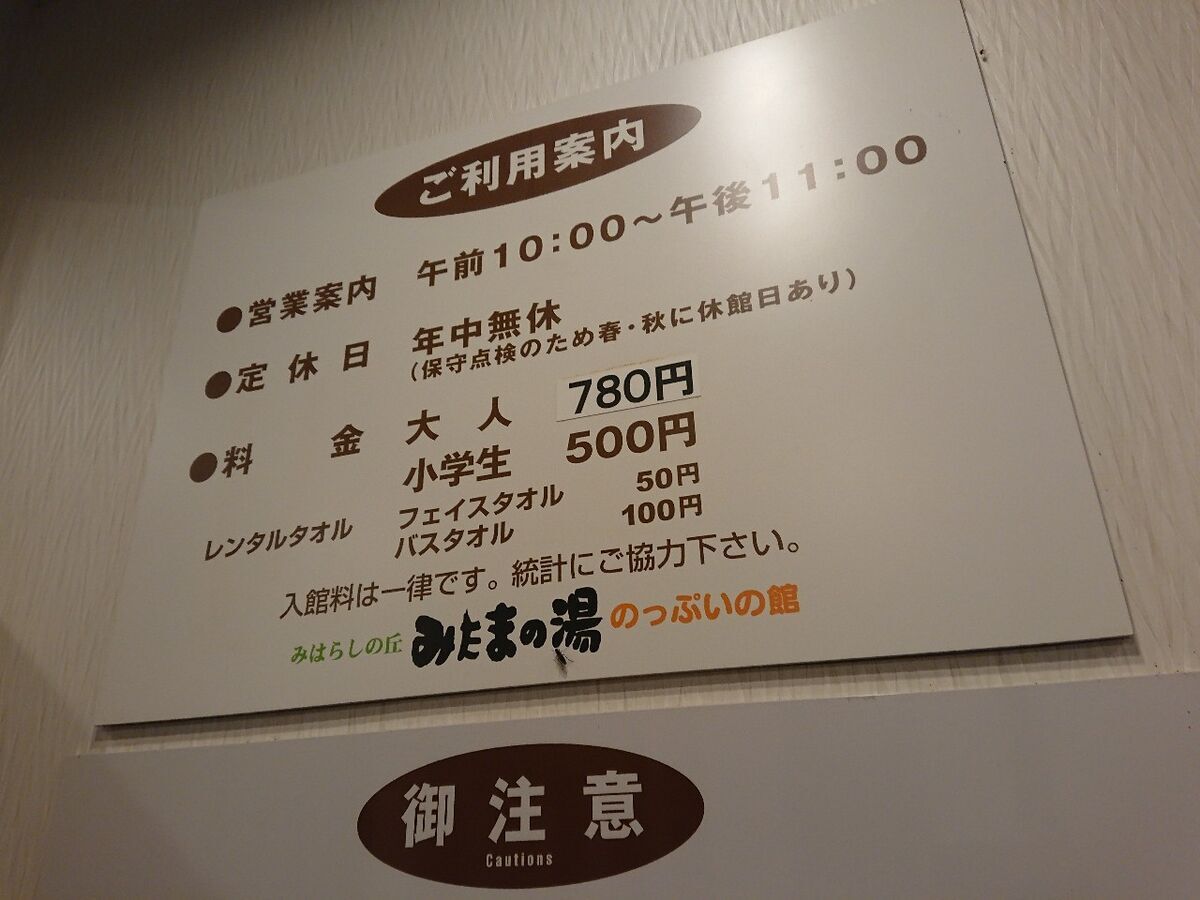 ご利用案内
●営業案内 午前10:00～午後11:00
●定休日 年中無休
(保守点検のため春・秋に休館日あり)
●料金 大人 780円
小学生 500円
レンタルタオル フェイスタオル 50円
バスタオル 100円
入館料は一律です。統計にご協力下さい。
みはらしの丘 みたまの湯 のっぷいの館
御注意
Cautions